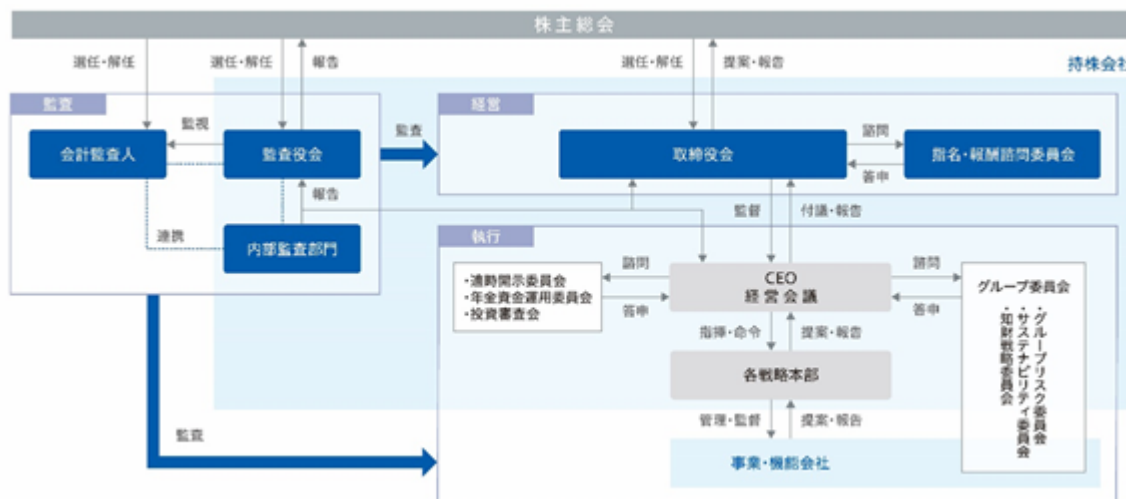 株主総会
選任・解任
選任・解任
報告
選任・解任
提案・報告
持株会社
監査
経営
会計監査人
監視
監査役会
監査
取締役会
諮問
答申
指名・報酬諮問委員会
報告
連携
内部監査部門
監督
付議・報告
執行
・適時開示委員会
・年金資金運用委員会
・投資審査会
諮問
答申
CEO
経営会議
諮問
答申
グループ委員会
・グループリスク委員会
・サステナビリティ委員会
・知財戦略委員会
指揮・命令
提案・報告
各戦略本部
管理・監督
提案・報告
監査
事業・機能会社